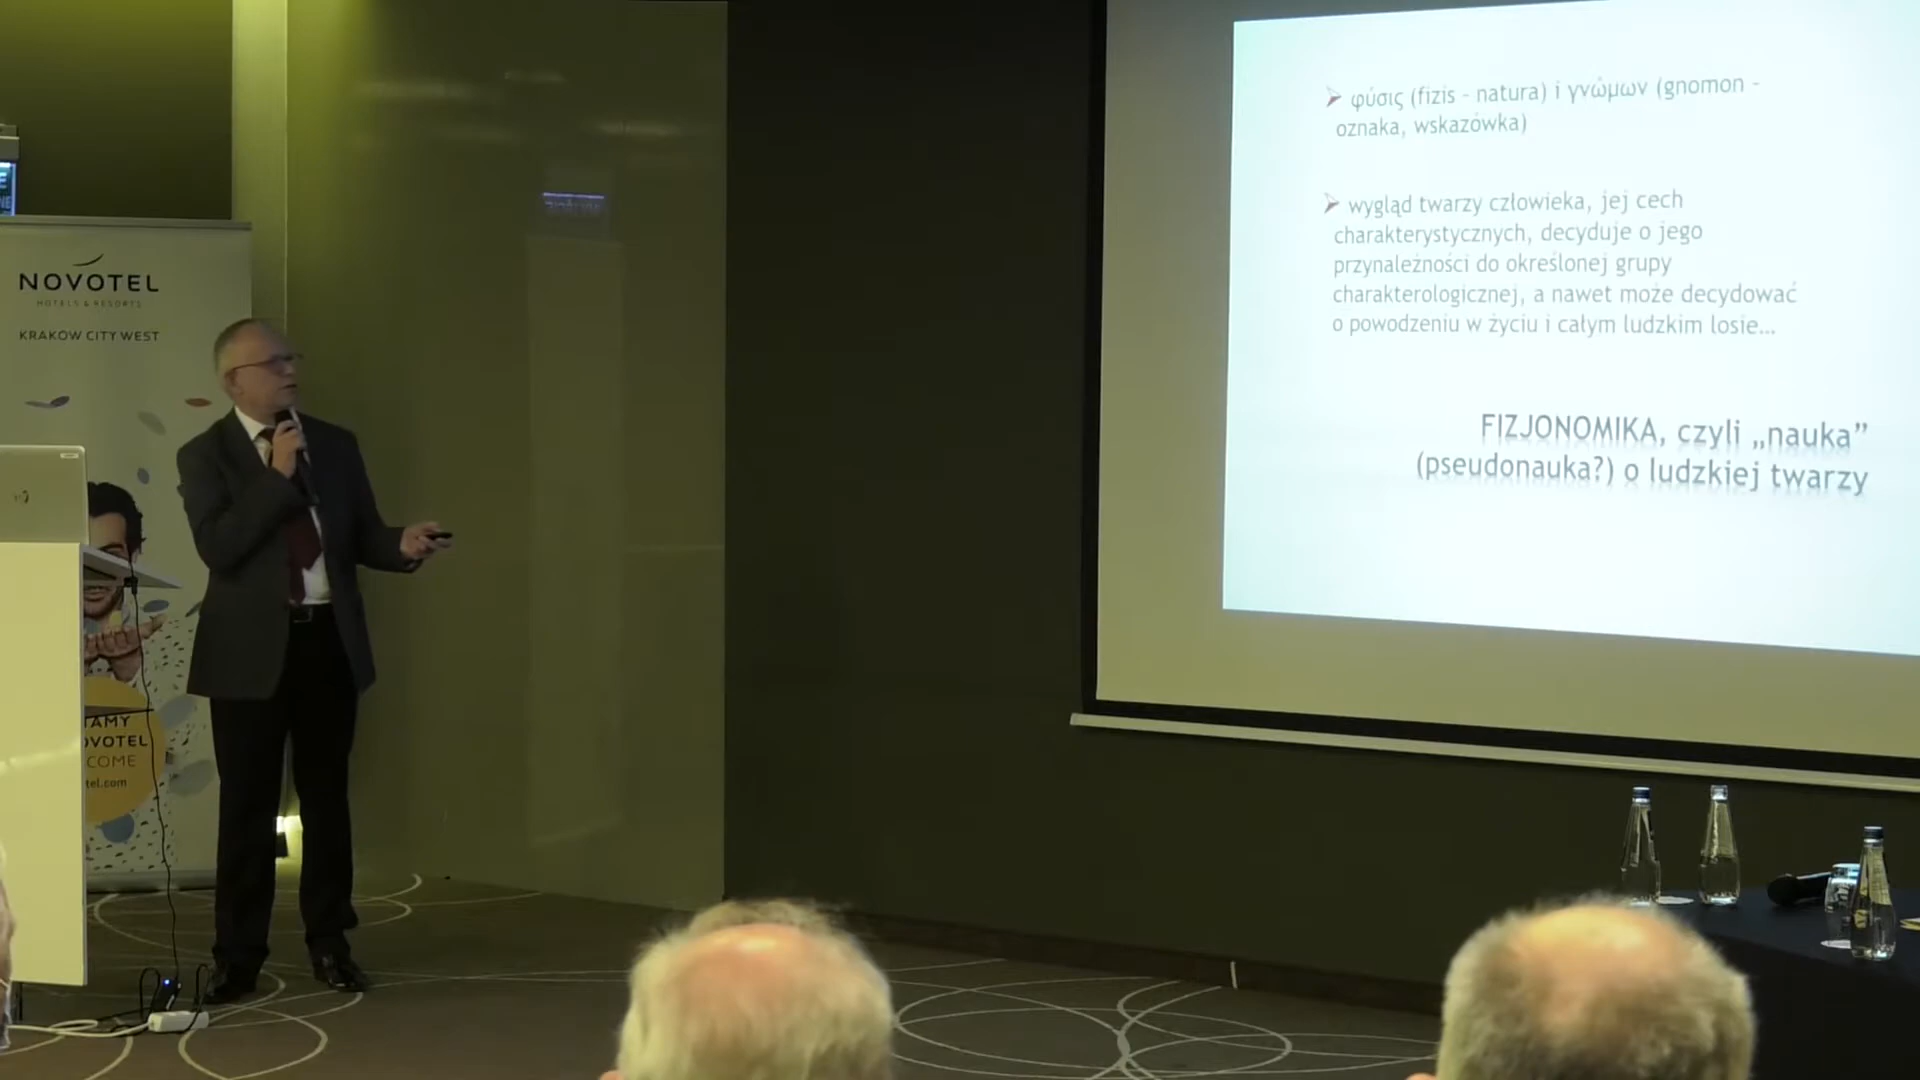 NOVOTEL
HOTELS & RESORTS
KRAKOW CITY WEST
TAMY
OVOTEL
COME
tel.com
➢ φύσις (fizis - natura) i γνώμων (gnomon -
oznaka, wskazówka)
➢ wygląd twarzy człowieka, jej cech
charakterystycznych, decyduje o jego
przynależności do określonej grupy
charakterologicznej, a nawet może decydować
o powodzeniu w życiu i całym ludzkim losie...
FIZJONOMIKA, czyli „nauka”
(pseudonauka?) o ludzkiej twarzy